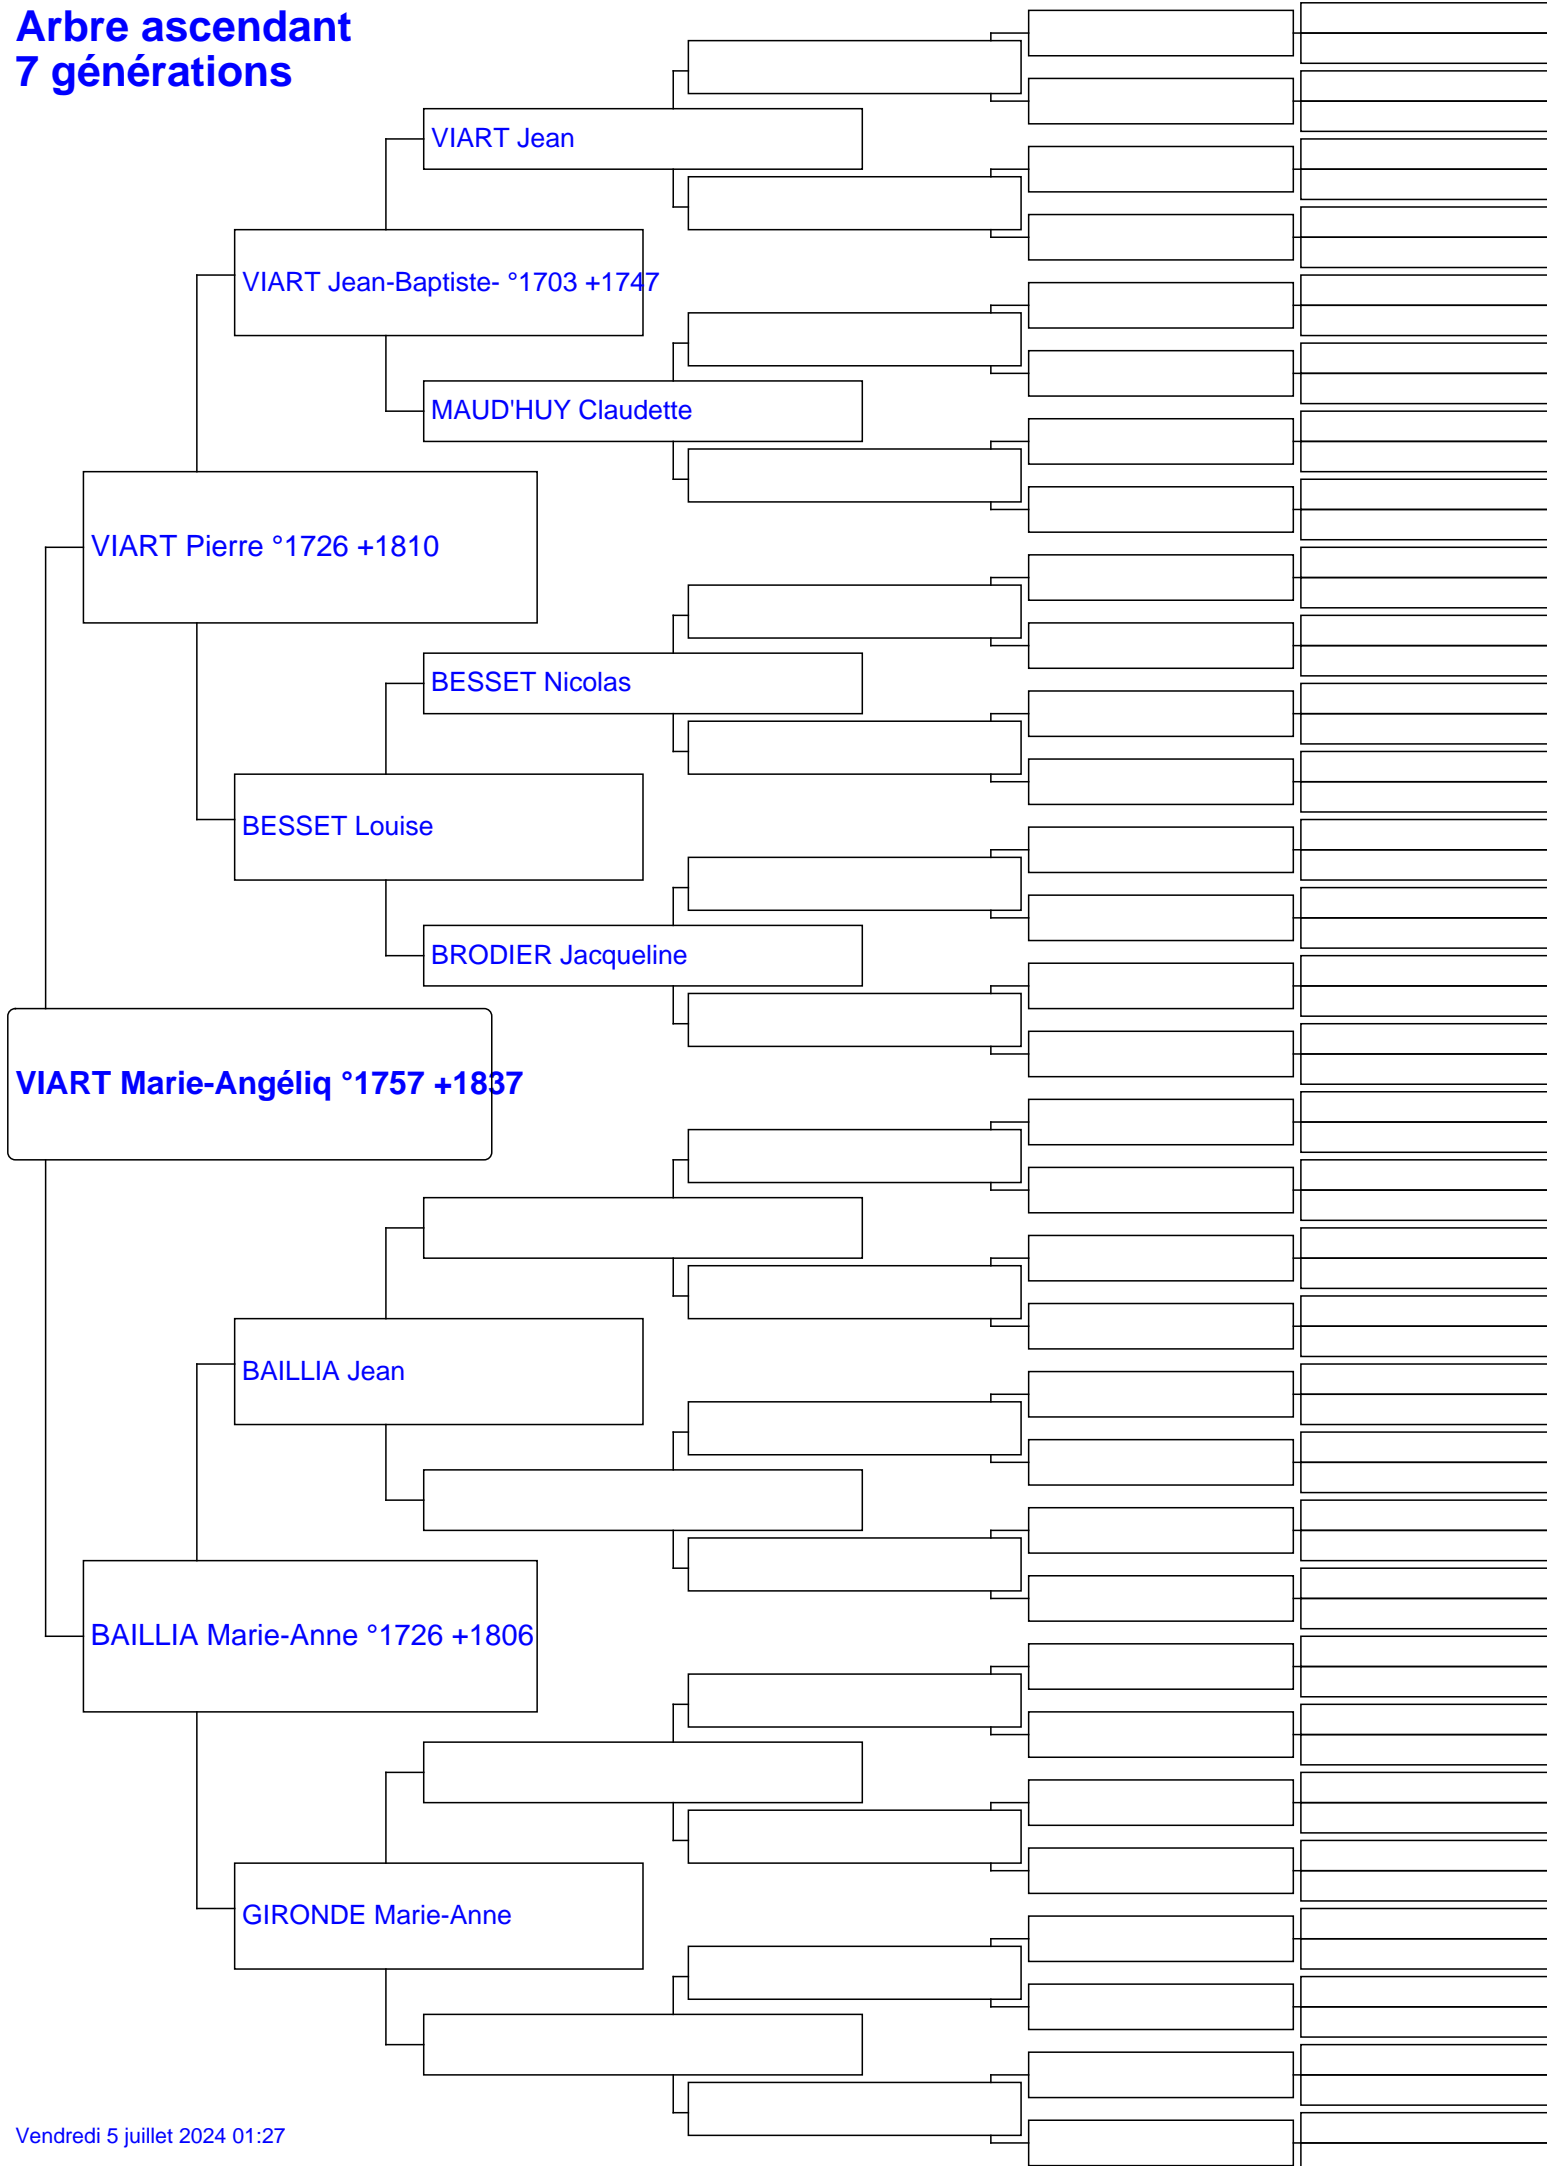 Arbre ascendant
7 générations
VIART Jean
VIART Jean-Baptiste- °1703 +1747
MAUD'HUY Claudette
VIART Pierre °1726 +1810
BESSET Nicolas
BESSET Louise
BRODIER Jacqueline
VIART Marie-Angéliq °1757 +1837
BAILLIA Jean
BAILLIA Marie-Anne °1726 +1806
GIRONDE Marie-Anne
Vendredi 5 juillet 2024 01:27